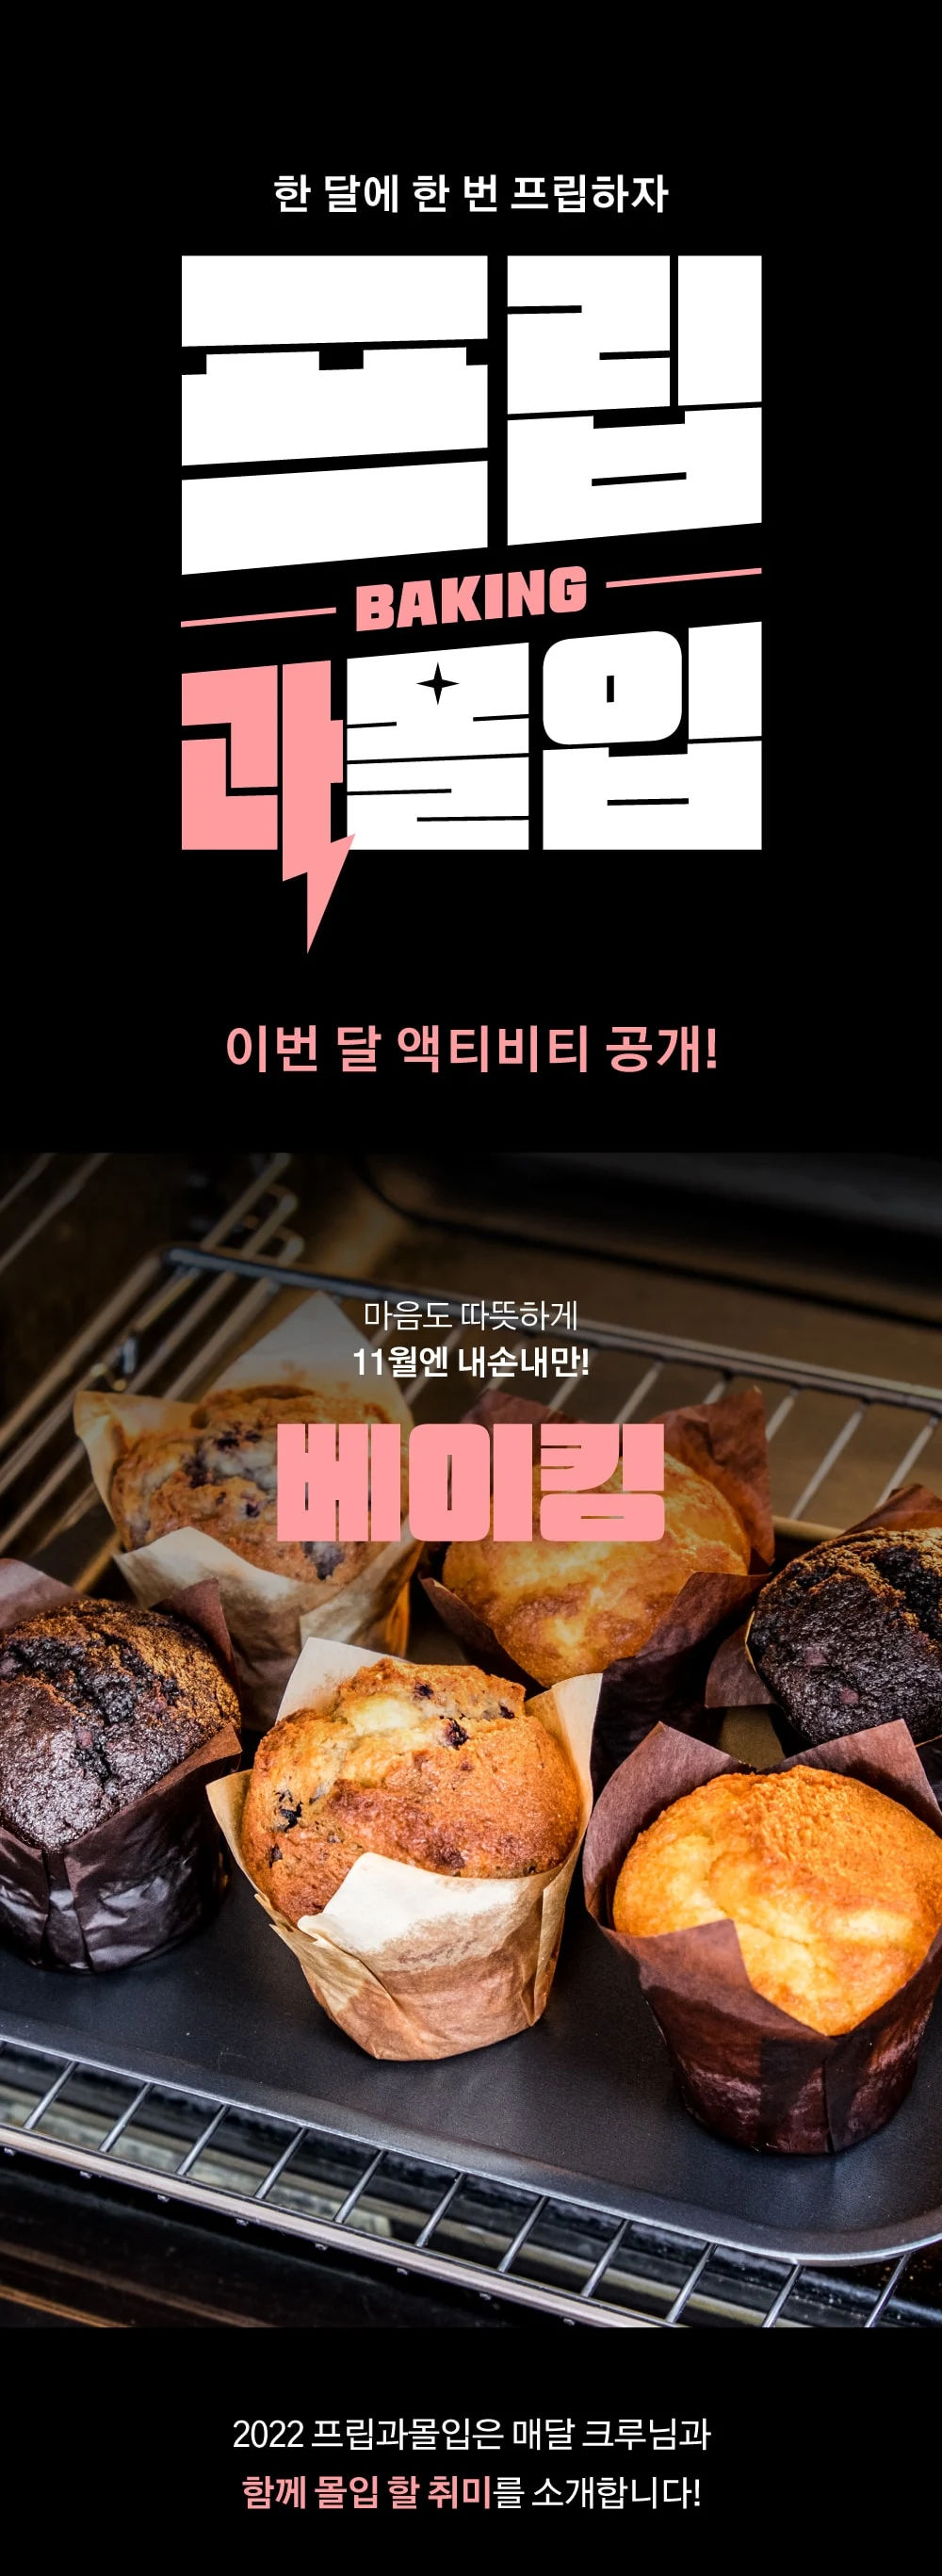 한 달에 한 번 프립하자
프립
BAKING
과몰입
이번 달 액티비티 공개!
마음도 따뜻하게
11월엔 내손내만!
베이킹
2022 프립과몰입은 매달 크루님과
함께 몰입 할 취미를 소개합니다!